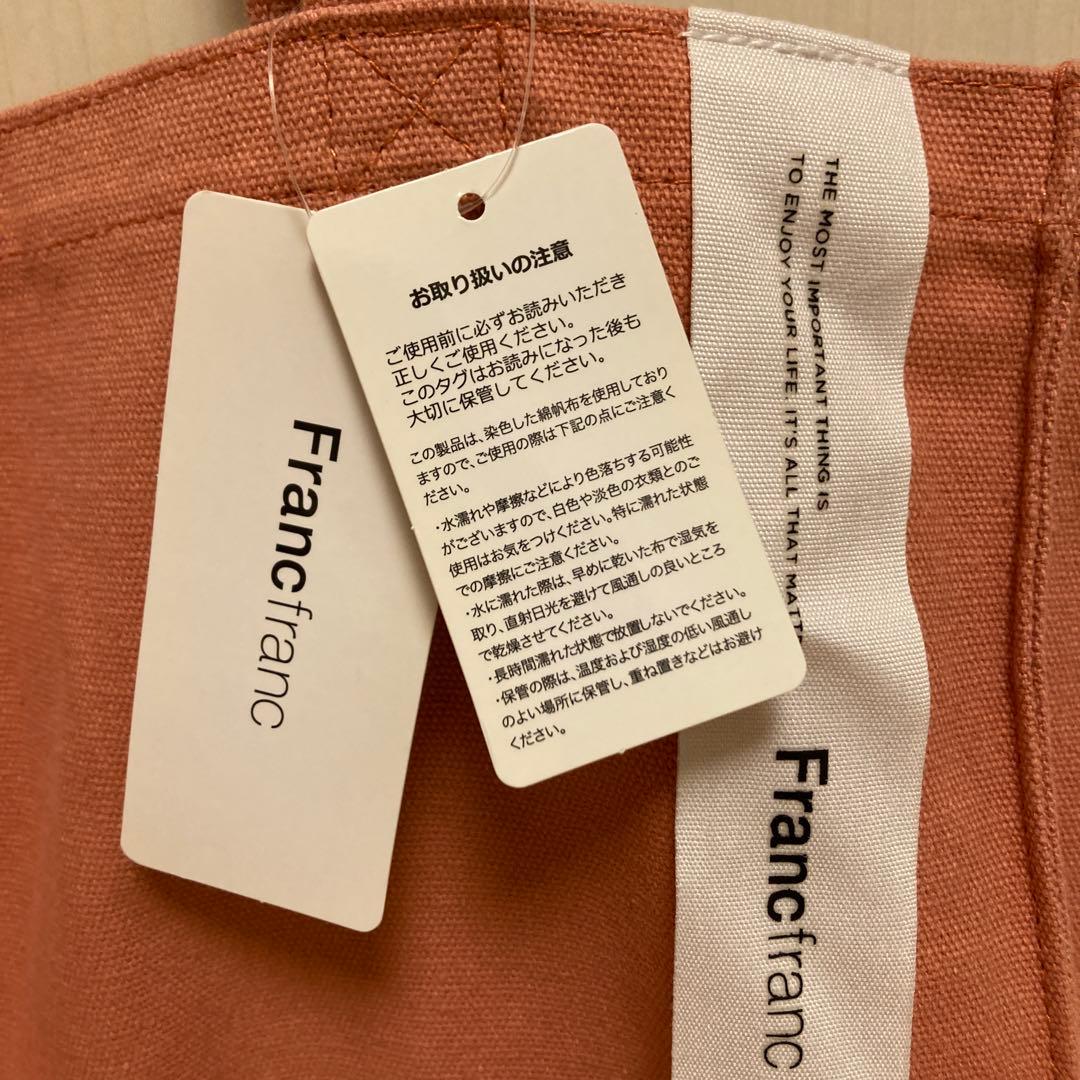 Francfranc
お取り扱いの注意
ご使用前に必ずお読みいただき
正しくご使用ください。
このタグはお読みになった後も
大切に保管してください。
この製品は、染色した綿帆布を使用しており
ますので、ご使用の際は下記の点にご注意く
ださい。
・水濡れや摩擦などにより色落ちする可能性
がございますので、白色や淡色の衣類とのご
使用はお気をつけください。特に濡れた状態
での摩擦にご注意ください。
・水に濡れた際は、早めに乾いた布で湿気を
取り、直射日光を避けて風通しの良いところ
で乾燥させてください。
・長時間濡れた状態で放置しないでください。
・保管の際は、温度および湿度の低い風通し
のよい場所に保管し、重ね置きなどはお避け
ください。
THE MOST IMPORTANT THING IS
TO ENJOY YOUR LIFE. IT'S ALL THAT
Francfranc